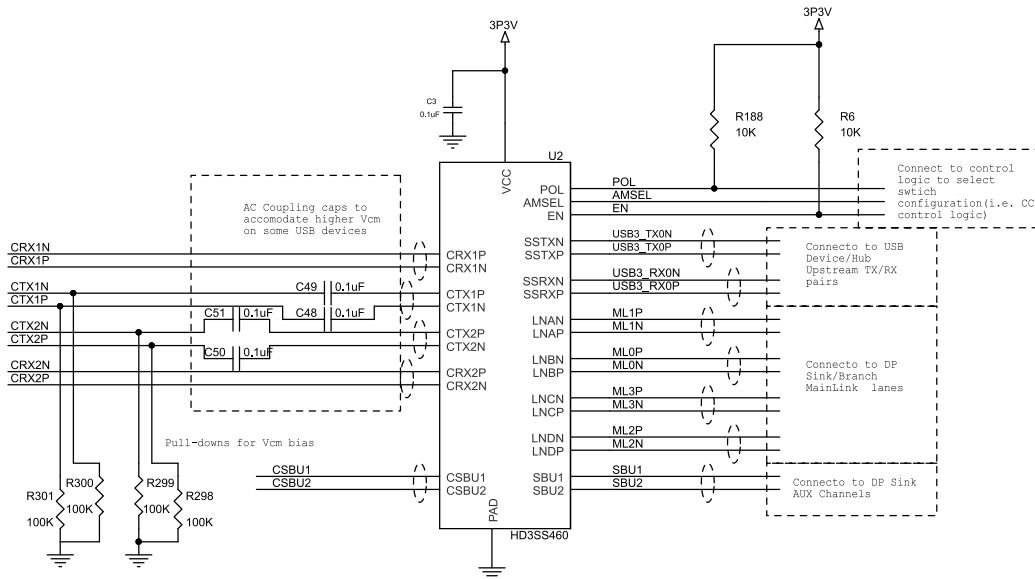 3P3V
3P3V
C3
0.1uF
R188
10K
R6
10K
U2
VCC
POL
AMSEL
EN
POL
AMSEL
EN
Connect to control
logic to select
swtich
configuration(i.e. CC
control logic)
AC Coupling caps to
accomodate higher Vcm
on some USB devices
CRX1N
CRX1P
CRX1P
CRX1N
SSTXN
SSTXP
USB3_TX0N
USB3_TX0P
Connecto to USB
Device/Hub
Upstream TX/RX
pairs
CTX1N
CTX1P
C49
0.1uF
C48
0.1uF
CTX1P
CTX1N
SSRXN
SSRXP
USB3_RX0N
USB3_RX0P
CTX2N
CTX2P
C51
0.1uF
C50
0.1uF
CTX2P
CTX2N
LNAN
LNAP
ML1P
ML1N
CRX2N
CRX2P
CRX2P
CRX2N
LNBN
LNBP
ML0P
ML0N
Connecto to DP
Sink/Branch
MainLink lanes
LNCN
LNCP
ML3P
ML3N
Pull-downs for Vcm bias
LNDN
LNDP
ML2P
ML2N
CSBU1
CSBU2
CSBU1
CSBU2
SBU1
SBU2
SBU1
SBU2
Connecto to DP Sink
AUX Channels
R301
100K
R300
100K
R299
100K
R298
100K
PAD
HD3SS460